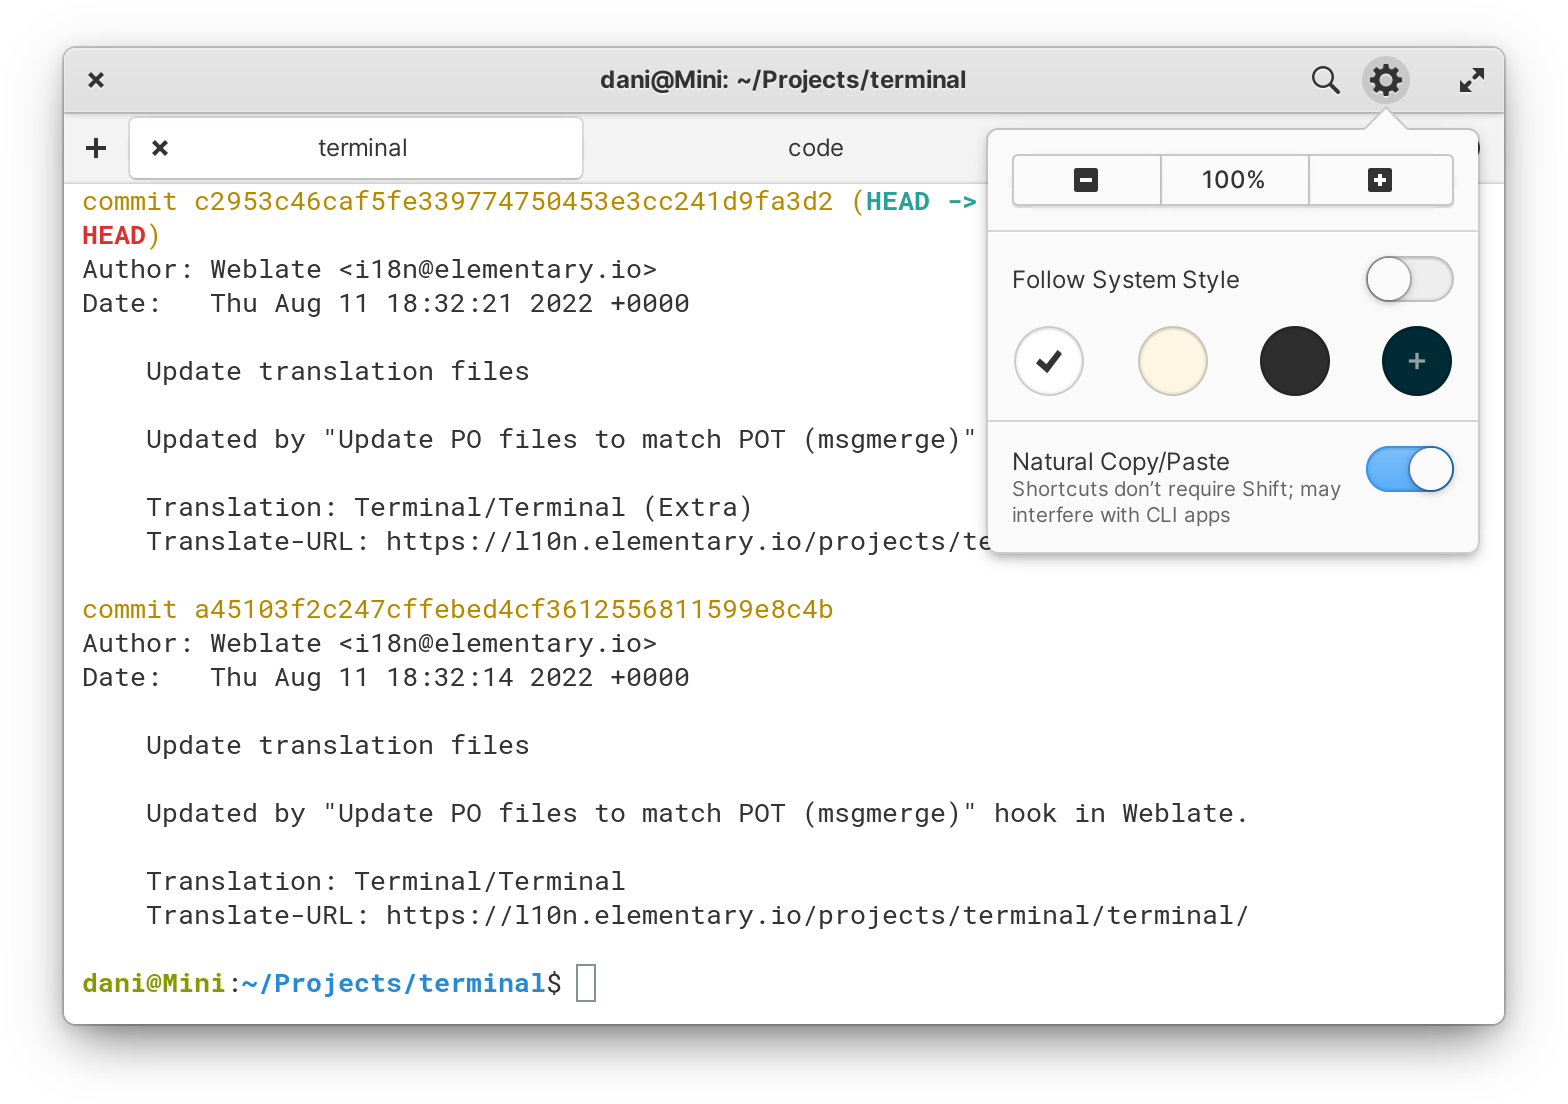 dani@Mini: ~/Projects/terminal
terminal
code
100%
Follow System Style
Natural Copy/Paste
Shortcuts don’t require Shift; may
interfere with CLI apps
commit c2953c46caf5fe339774750453e3cc241d9fa3d2 (HEAD ->
HEAD)
Author: Weblate <i18n@elementary.io>
Date:   Thu Aug 11 18:32:21 2022 +0000
Update translation files
Updated by "Update PO files to match POT (msgmerge)"
Translation: Terminal/Terminal (Extra)
Translate-URL: https://l10n.elementary.io/projects/te
commit a45103f2c247cffebed4cf3612556811599e8c4b
Author: Weblate <i18n@elementary.io>
Date:   Thu Aug 11 18:32:14 2022 +0000
Update translation files
Updated by "Update PO files to match POT (msgmerge)" hook in Weblate.
Translation: Terminal/Terminal
Translate-URL: https://l10n.elementary.io/projects/terminal/terminal/
dani@Mini:~/Projects/terminal$